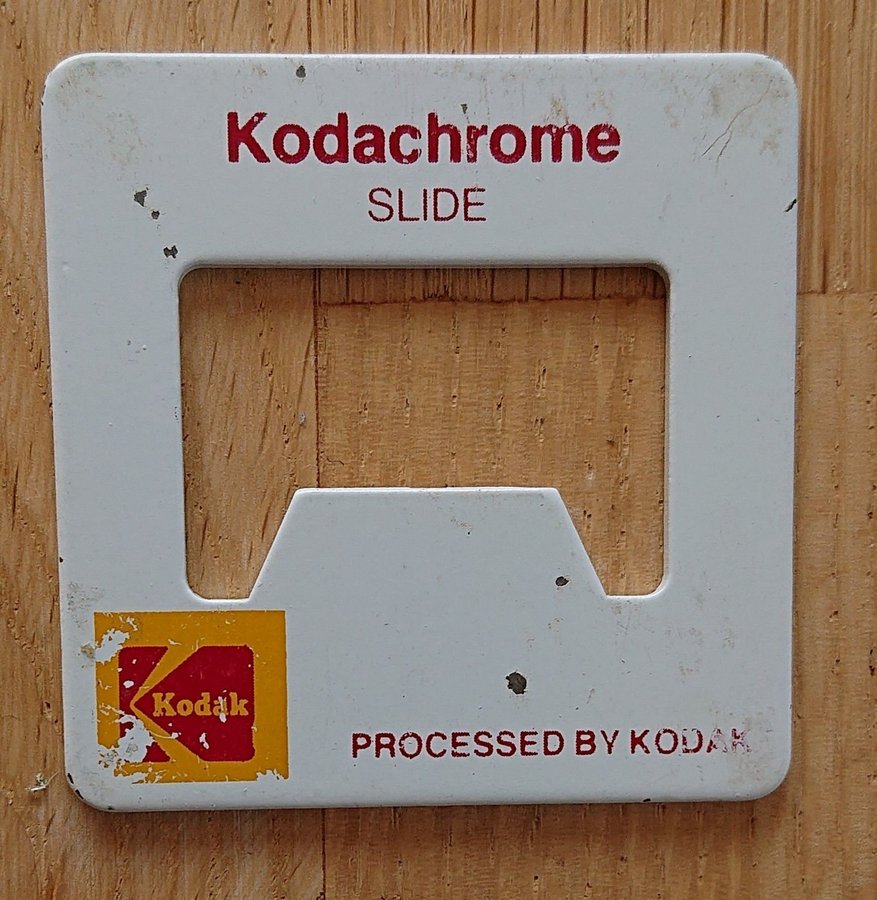 Kodachrome
SLIDE
Kodak
PROCESSED BY KODAK